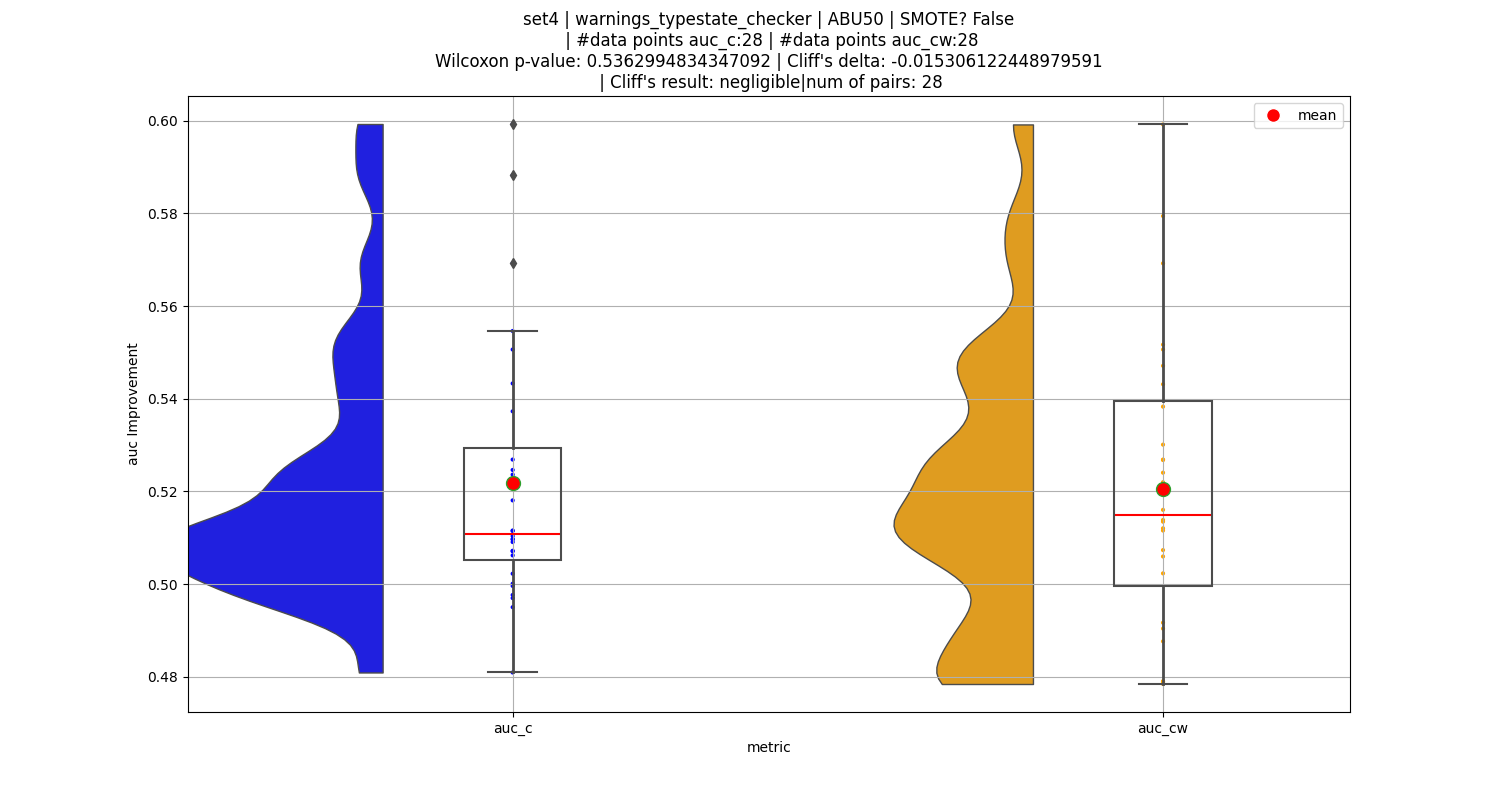 set4 | warnings_typestate_checker | ABU50 | SMOTE? False
| #data points auc_c:28 | #data points auc_cw:28
Wilcoxon p-value: 0.5362994834347092 | Cliff's delta: -0.015306122448979591
| Cliff's result: negligible|num of pairs: 28
mean
0.60
0.58
0.56
0.54
0.52
0.50
0.48
auc Improvement
auc_c
auc_cw
metric